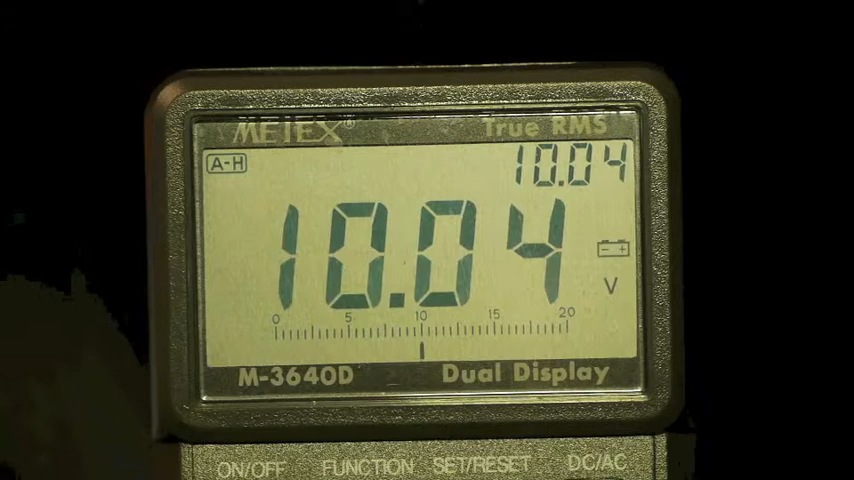 METEX® True RMS
A-H 10.04
10.04
V
0 5 10 15 20
M-3640D Dual Display
ON/OFF FUNCTION SET/RESET DC/AC